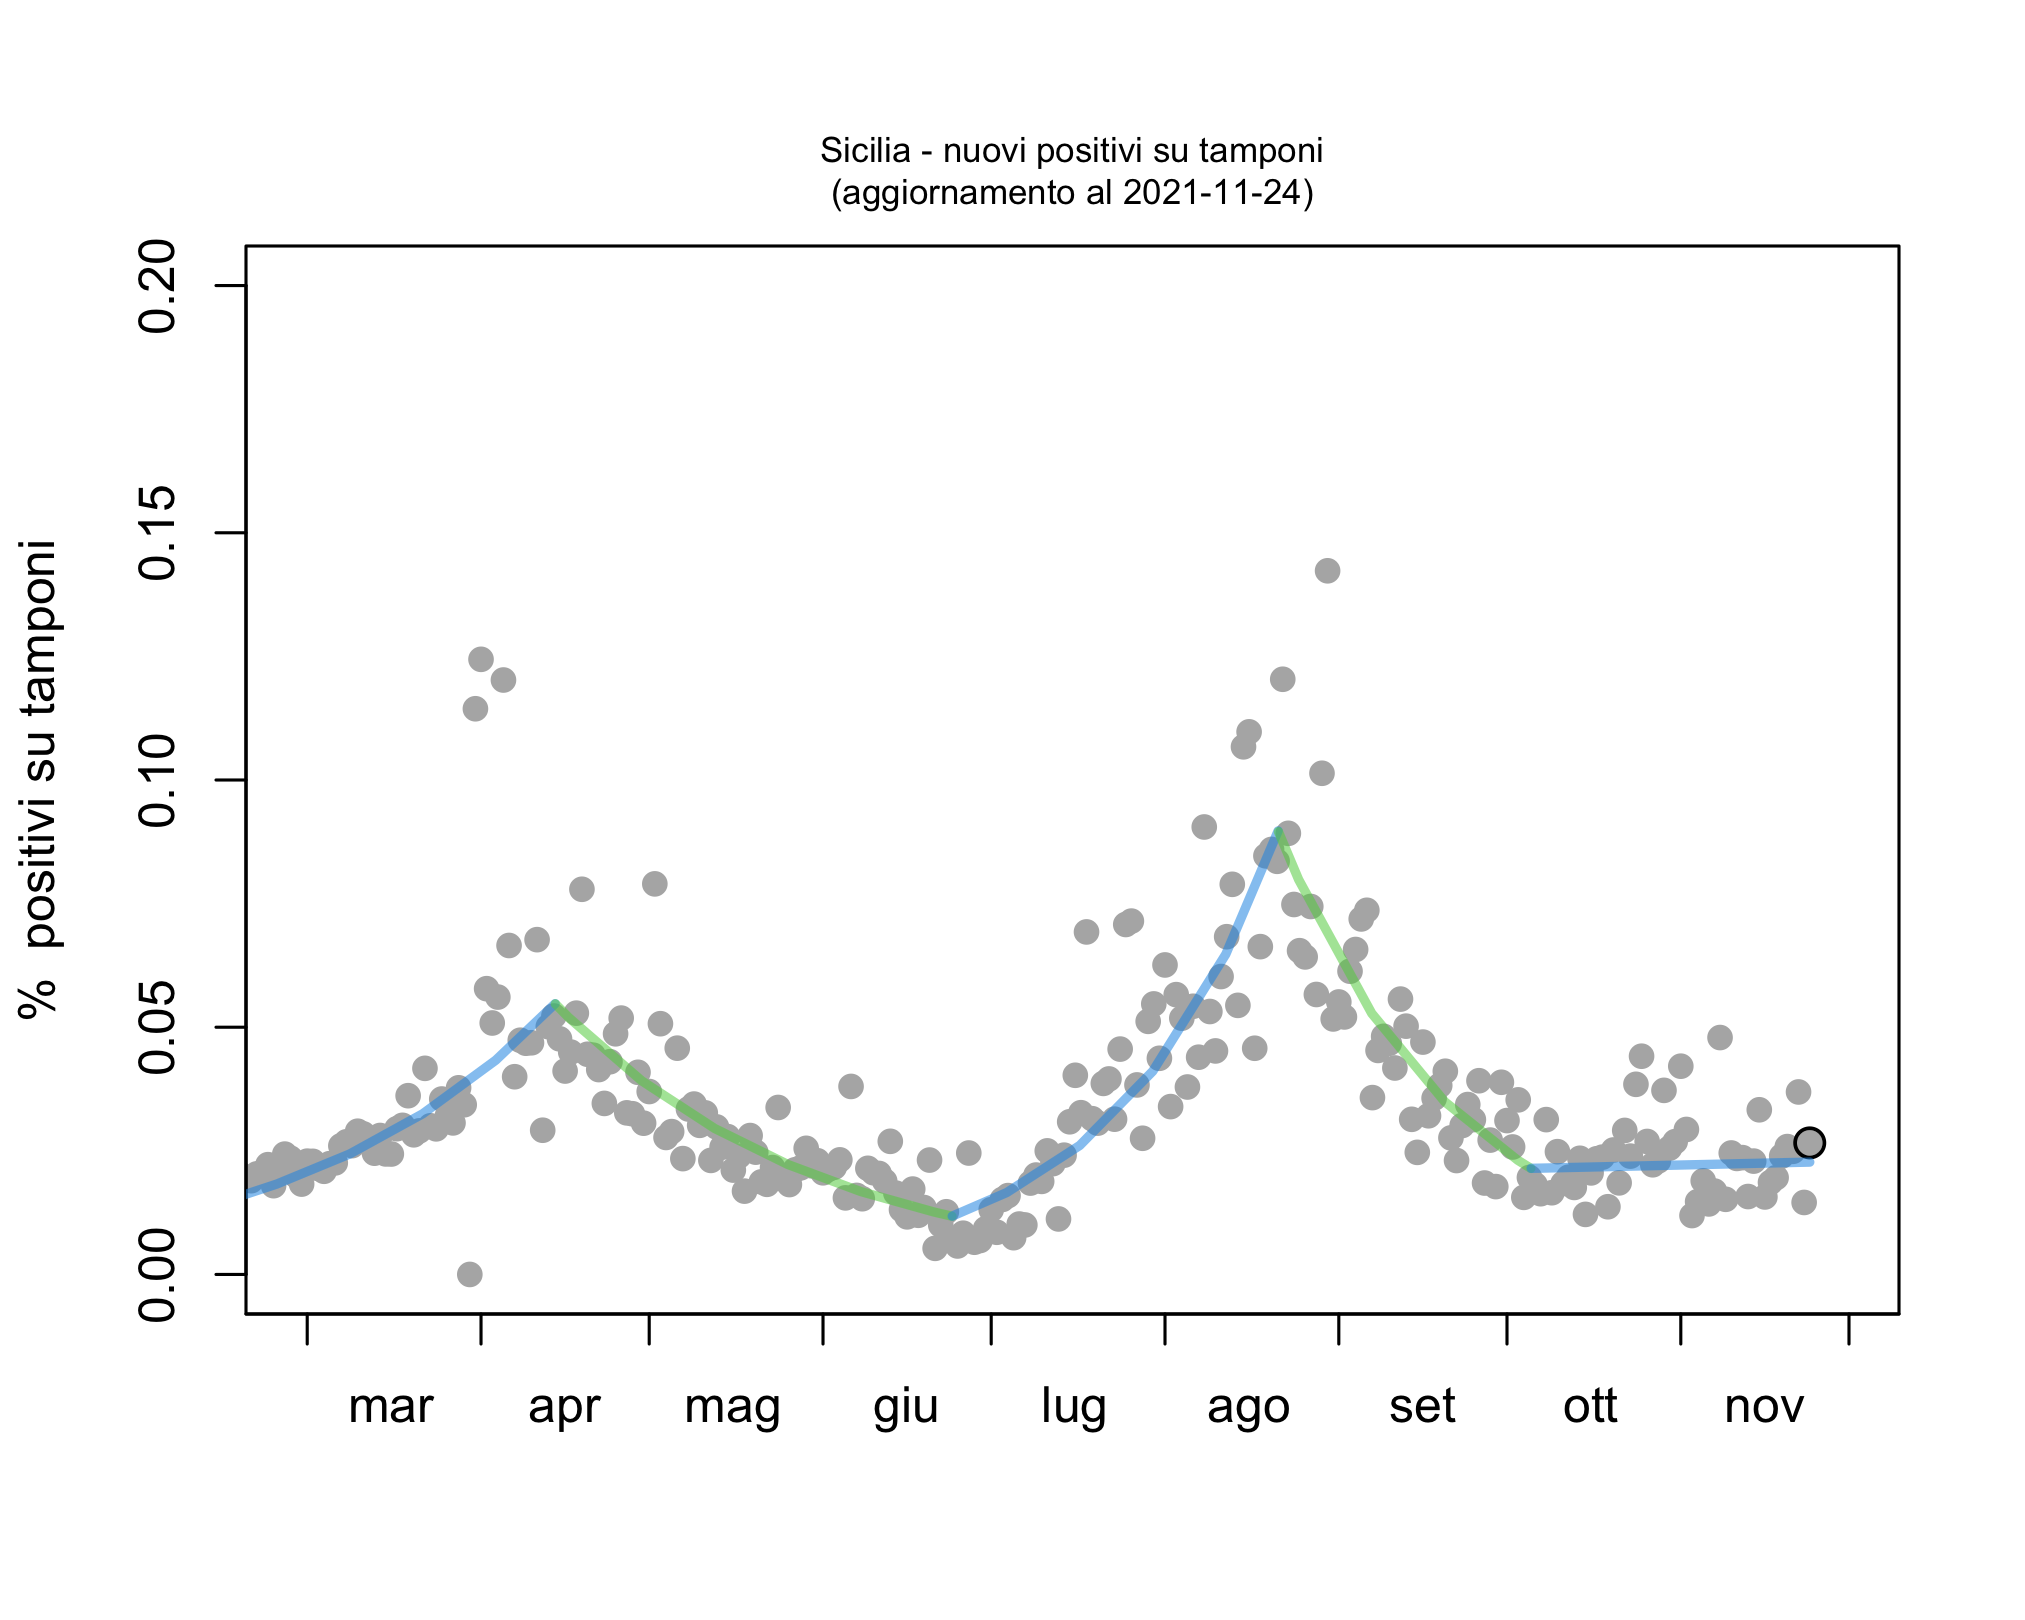 Sicilia - nuovi positivi su tamponi
(aggiornamento al 2021-11-24)
% positivi su tamponi
0.20
0.15
0.10
0.05
0.00
mar apr mag giu lug ago set ott nov